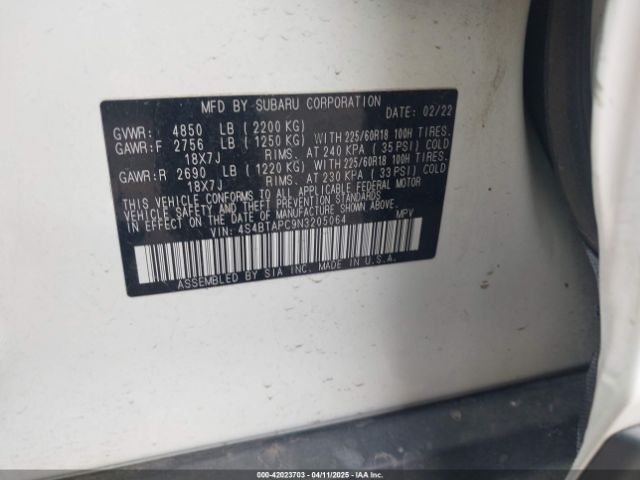 MFD BY SUBARU CORPORATION DATE: 02/22
GVWR: 4850 LB (2200 KG)
GAWR:F 2756 LB (1250 KG) WITH 225/60R18 100H TIRES.
18X7J RIMS. AT 240 KPA (35 PSI) COLD
GAWR:R 2690 LB (1220 KG) WITH 225/60R18 100H TIRES.
18X7J RIMS. AT 230 KPA (33 PSI) COLD
THIS VEHICLE CONFORMS TO ALL APPLICABLE FEDERAL MOTOR
VEHICLE SAFETY AND THEFT PREVENTION STANDARDS
IN EFFECT ON THE DATE OF MANUFACTURE SHOWN ABOVE.
VIN: 4S4BTAPC9N3205064 MPV
ASSEMBLED BY SIA INC. MADE IN U.S.A.
000-42023703 - 04/11/2025 - COPYRIGHT IAA, LLC